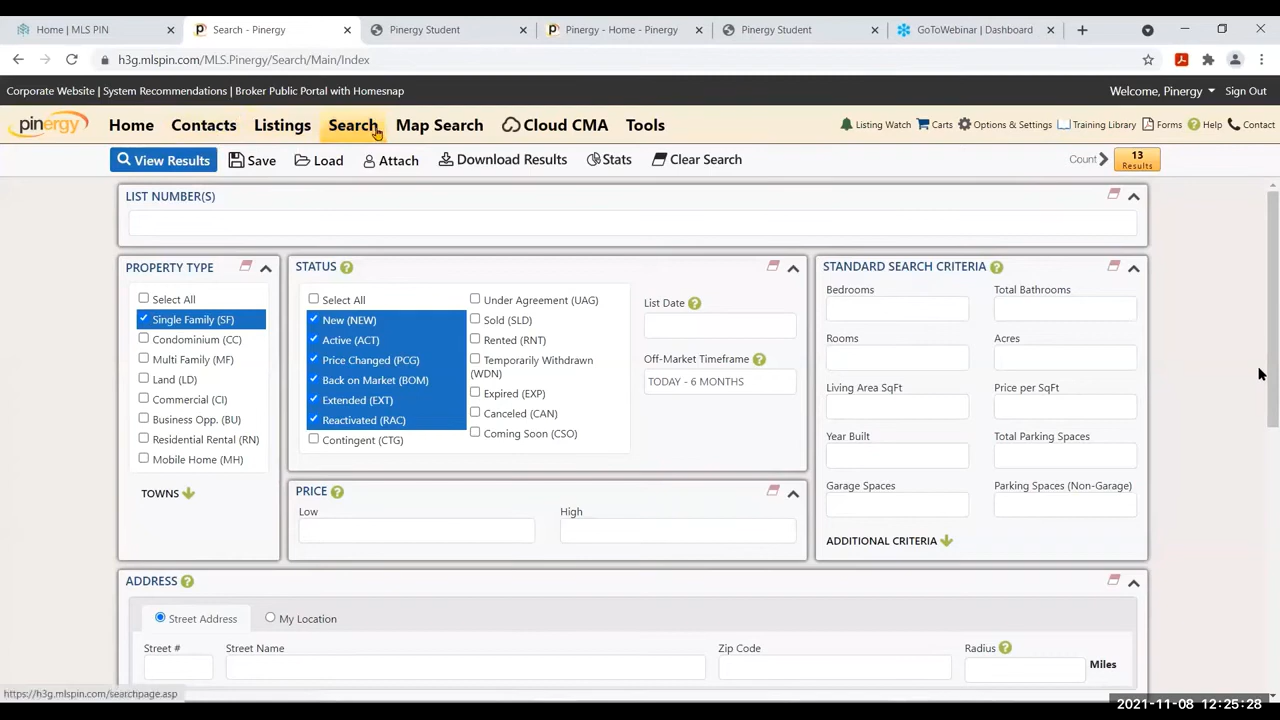 Home | MLS PIN
Search - Pinergy
Pinergy Student
Pinergy - Home - Pinergy
Pinergy Student
GoToWebinar | Dashboard
h3g.mlspin.com/MLS.Pinergy/Search/Main/Index
Corporate Website | System Recommendations | Broker Public Portal with Homesnap
Welcome, Pinergy
Sign Out
pinergy
Home
Contacts
Listings
Search
Map Search
Cloud CMA
Tools
Listing Watch
Carts
Options & Settings
Training Library
Forms
Help
Contact
View Results
Save
Load
Attach
Download Results
Stats
Clear Search
Count
13
Results
LIST NUMBER(S)
PROPERTY TYPE
Select All
Single Family (SF)
Condominium (CC)
Multi Family (MF)
Land (LD)
Commercial (CI)
Business Opp. (BU)
Residential Rental (RN)
Mobile Home (MH)
TOWNS
STATUS
Select All
New (NEW)
Active (ACT)
Price Changed (PCG)
Back on Market (BOM)
Extended (EXT)
Reactivated (RAC)
Contingent (CTG)
Under Agreement (UAG)
Sold (SLD)
Rented (RNT)
Temporarily Withdrawn
(WDN)
Expired (EXP)
Canceled (CAN)
Coming Soon (CSO)
List Date
Off-Market Timeframe
TODAY - 6 MONTHS
PRICE
Low
High
STANDARD SEARCH CRITERIA
Bedrooms
Total Bathrooms
Rooms
Acres
Living Area SqFt
Price per SqFt
Year Built
Total Parking Spaces
Garage Spaces
Parking Spaces (Non-Garage)
ADDITIONAL CRITERIA
ADDRESS
Street Address
My Location
Street #
Street Name
Zip Code
Radius
Miles
https://h3g.mlspin.com/searchpage.asp
2021-11-08 12:25:28